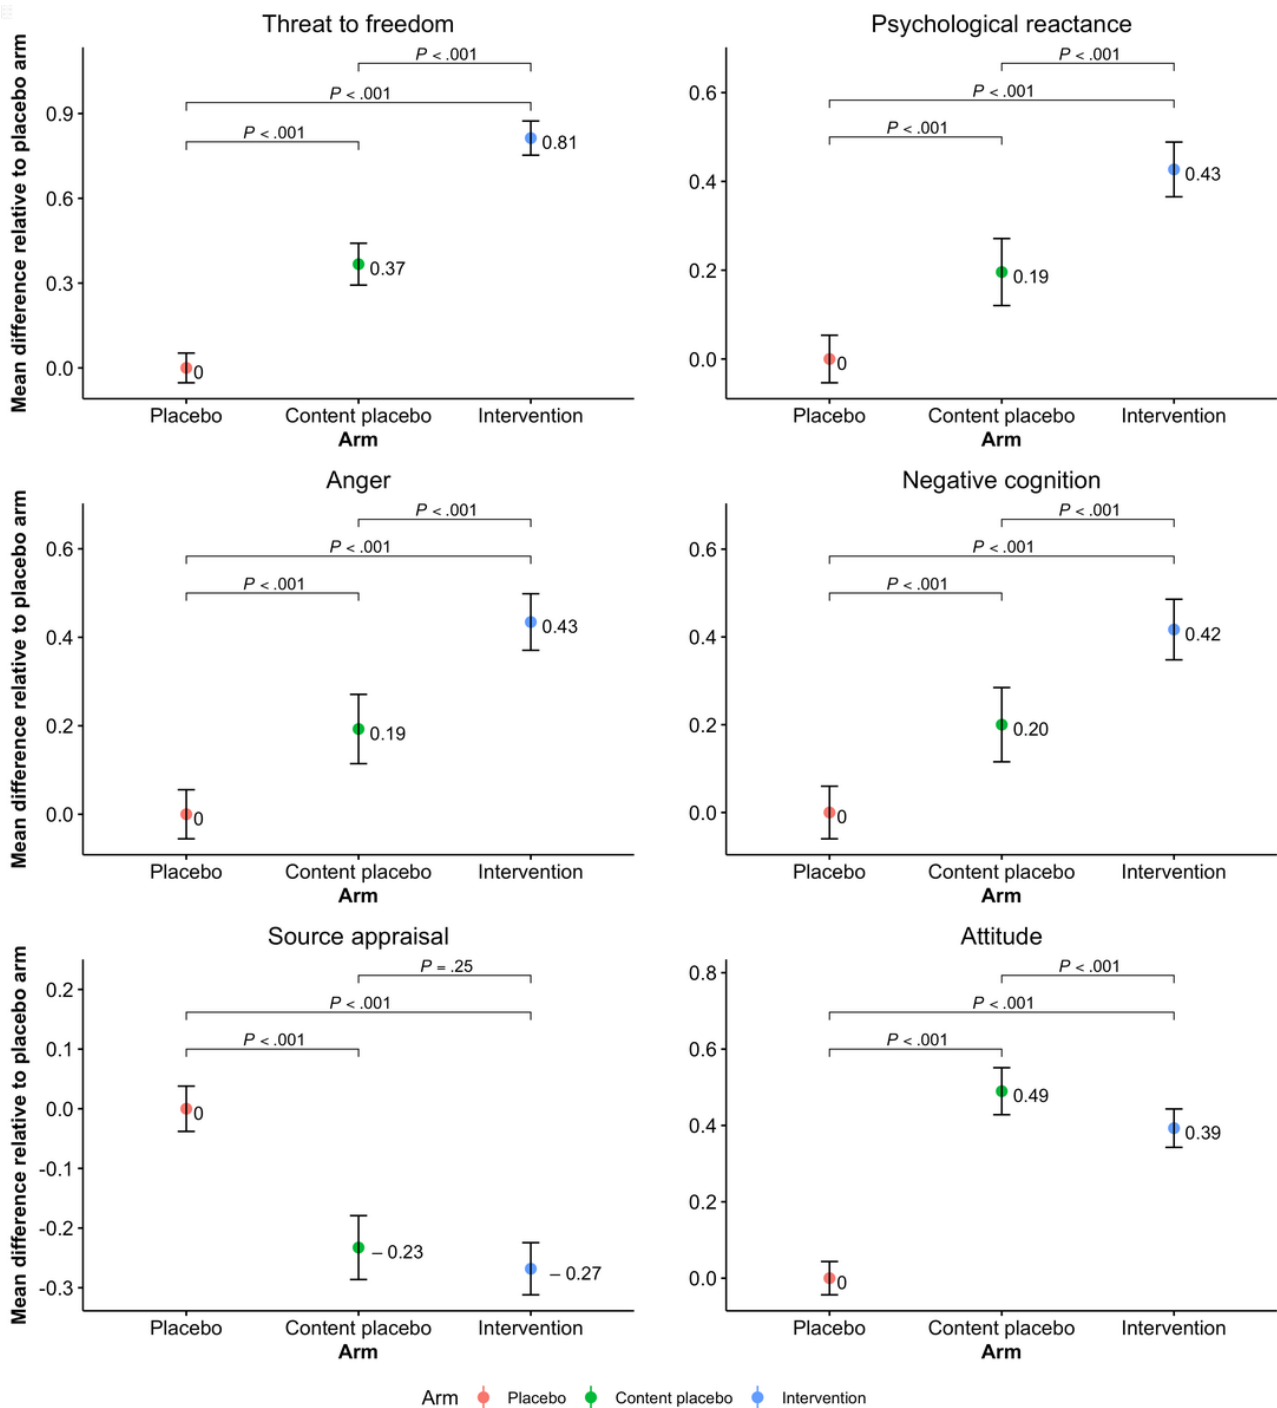 Threat to freedom
Mean difference relative to placebo arm
0.9
0.6
0.3
0.0
P < .001
P < .001
P < .001
0
0.37
0.81
Placebo Content placebo Intervention
Arm
Psychological reactance
0.6
0.4
0.2
0.0
P < .001
P < .001
P < .001
0
0.19
0.43
Placebo Content placebo Intervention
Arm
Anger
Mean difference relative to placebo arm
0.6
0.4
0.2
0.0
P < .001
P < .001
P < .001
0
0.19
0.43
Placebo Content placebo Intervention
Arm
Negative cognition
0.6
0.4
0.2
0.0
P < .001
P < .001
P < .001
0
0.20
0.42
Placebo Content placebo Intervention
Arm
Source appraisal
Mean difference relative to placebo arm
0.2
0.1
0.0
-0.1
-0.2
-0.3
P = .25
P < .001
P < .001
0
– 0.23
– 0.27
Placebo Content placebo Intervention
Arm
Attitude
0.8
0.6
0.4
0.2
0.0
P < .001
P < .001
P < .001
0
0.49
0.39
Placebo Content placebo Intervention
Arm
Arm Placebo Content placebo Intervention